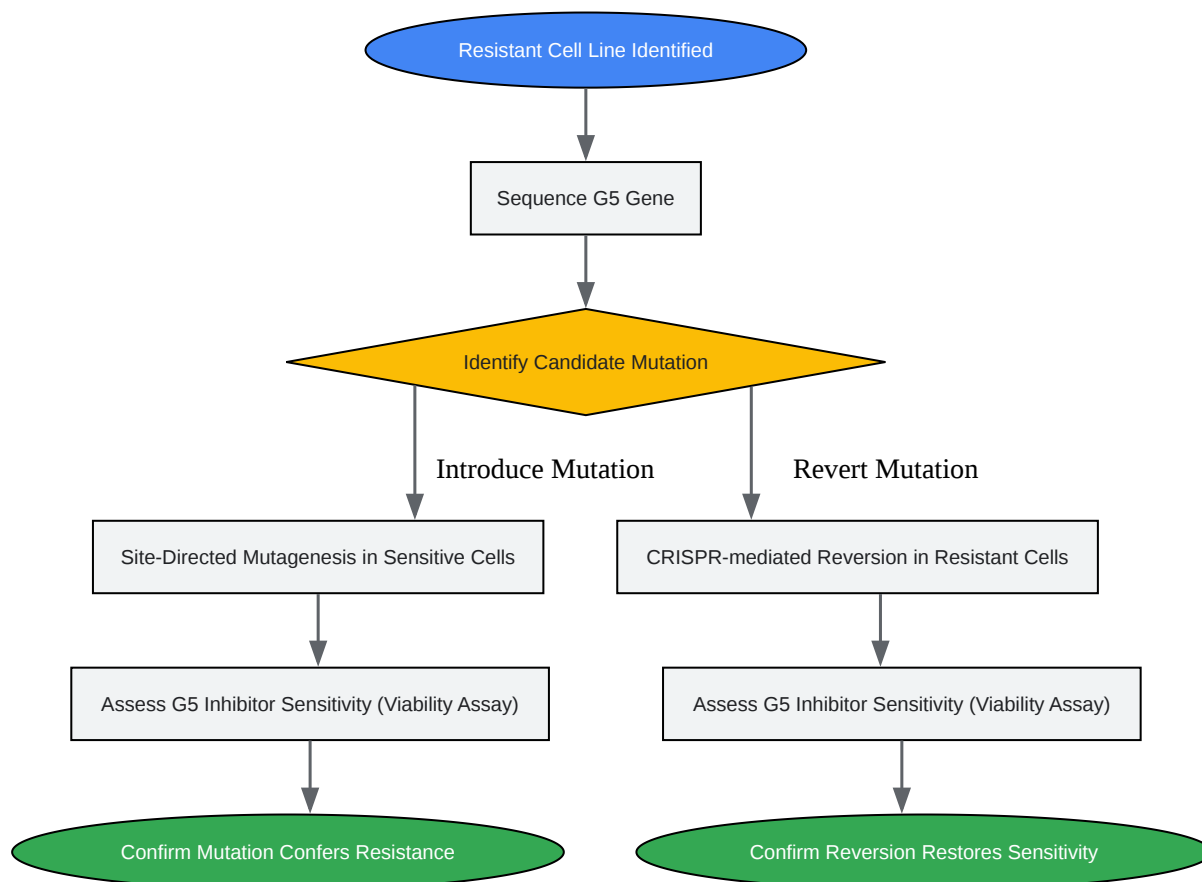 Resistant Cell Line Identified
Sequence G5 Gene
Identify Candidate Mutation
Introduce Mutation
Revert Mutation
Site-Directed Mutagenesis in Sensitive Cells
CRISPR-mediated Reversion in Resistant Cells
Assess G5 Inhibitor Sensitivity (Viability Assay)
Assess G5 Inhibitor Sensitivity (Viability Assay)
Confirm Mutation Confers Resistance
Confirm Reversion Restores Sensitivity